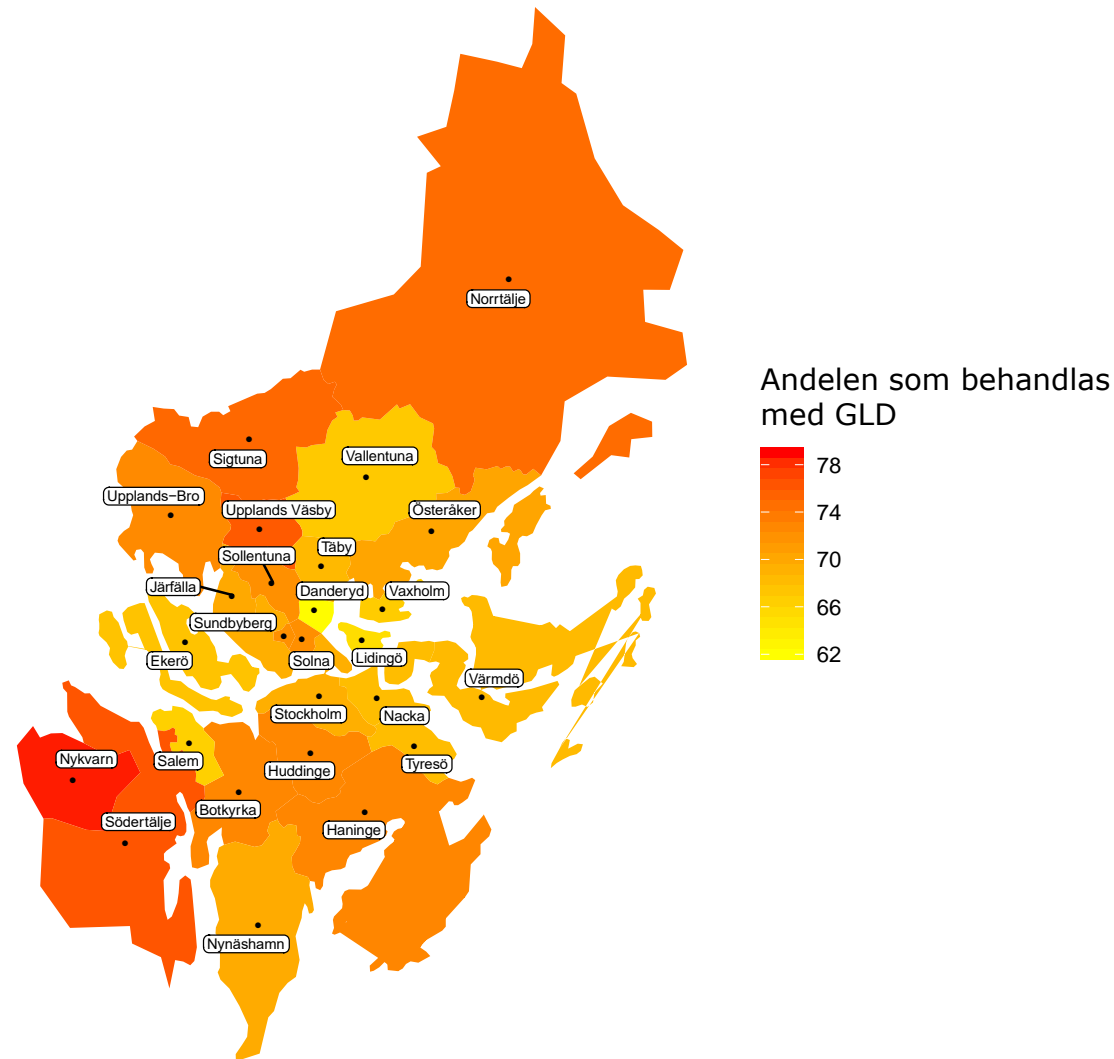 Norrtälje
Andelen som behandlas
med GLD
78
74
70
66
62
Sigtuna
Vallentuna
Upplands−Bro
Upplands Väsby
Österåker
Täby
Sollentuna
Järfälla
Danderyd
Vaxholm
Sundbyberg
Ekerö
Solna
Lidingö
Värmdö
Stockholm
Nacka
Nykvarn
Salem
Huddinge
Tyresö
Botkyrka
Södertälje
Haninge
Nynäshamn